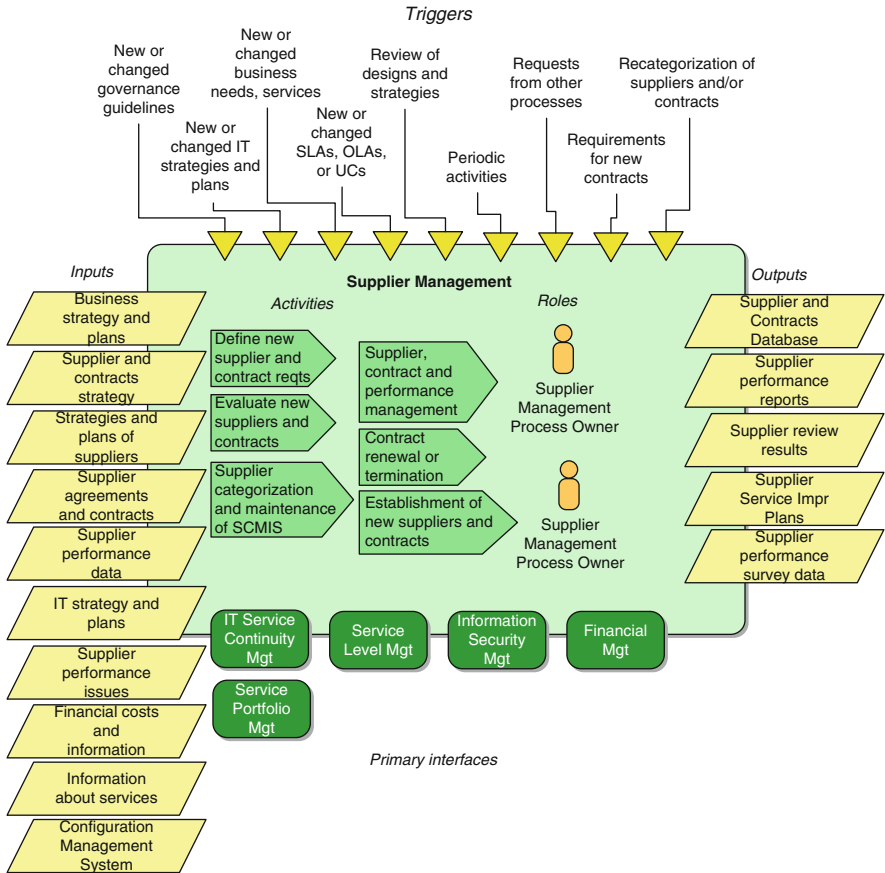 Triggers
New or
changed
governance
guidelines
New or
changed IT
strategies and
plans
New or
changed
business
needs, services
New or
changed
SLAs, OLAs,
or UCs
Review of
designs and
strategies
Periodic
activities
Requests
from other
processes
Requirements
for new
contracts
Recategorization of
suppliers and/or
contracts
Inputs
Business
strategy and
plans
Supplier and
contracts
strategy
Strategies and
plans of
suppliers
Supplier
agreements
and contracts
Supplier
performance
data
IT strategy and
plans
Supplier
performance
issues
Financial costs
and
information
Information
about services
Configuration
Management
System
Supplier Management
Activities
Define new
supplier and
contract reqts
Evaluate new
suppliers and
contracts
Supplier
categorization
and maintenance
of SCMIS
Supplier,
contract and
performance
management
Contract
renewal or
termination
Establishment of
new suppliers and
contracts
Roles
Supplier
Management
Process Owner
Supplier
Management
Process Owner
Outputs
Supplier and
Contracts
Database
Supplier
performance
reports
Supplier review
results
Supplier
Service Impr
Plans
Supplier
performance
survey data
IT Service
Continuity
Mgt
Service
Level Mgt
Information
Security
Mgt
Financial
Mgt
Service
Portfolio
Mgt
Primary interfaces